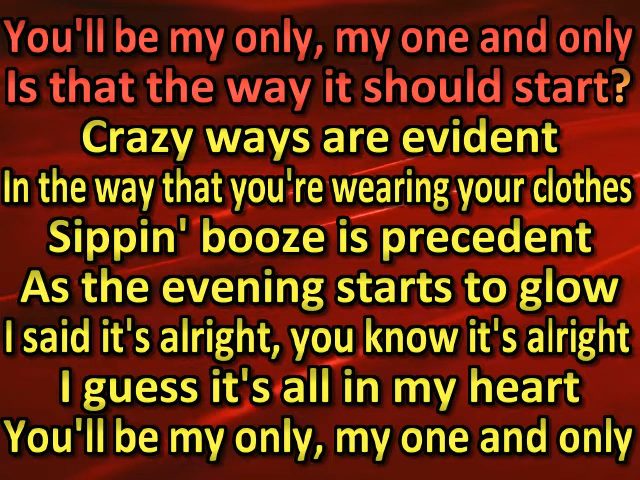 You'll be my only, my one and only
Is that the way it should start?
Crazy ways are evident
In the way that you're wearing your clothes
Sippin' booze is precedent
As the evening starts to glow
I said it's alright, you know it's alright
I guess it's all in my heart
You'll be my only, my one and only